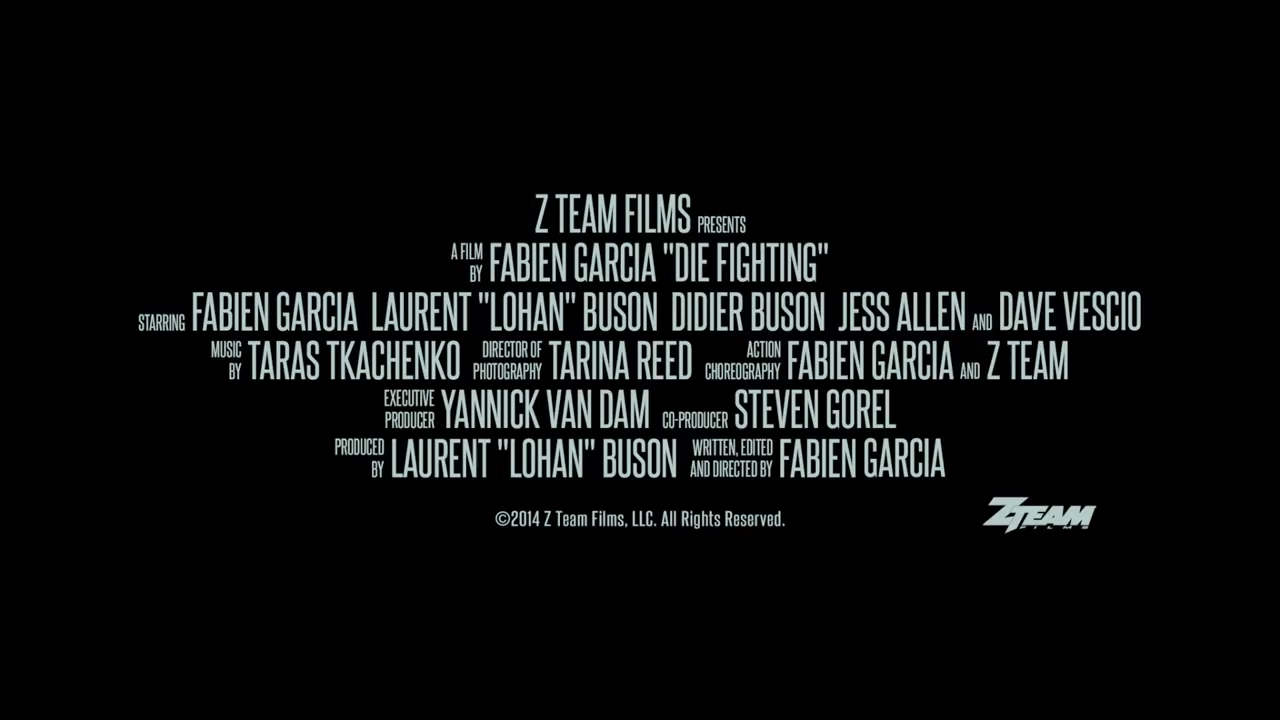 Z TEAM FILMS PRESENTS
A FILM BY FABIEN GARCIA "DIE FIGHTING"
STARRING FABIEN GARCIA LAURENT "LOHAN" BUSON DIDIER BUSON JESS ALLEN AND DAVE VESCIO
MUSIC BY TARAS TKACHENKO DIRECTOR OF PHOTOGRAPHY TARINA REED ACTION CHOREOGRAPHY FABIEN GARCIA AND Z TEAM
EXECUTIVE PRODUCER YANNICK VAN DAM CO-PRODUCER STEVEN GOREL
PRODUCED BY LAURENT "LOHAN" BUSON WRITTEN, EDITED AND DIRECTED BY FABIEN GARCIA
©2014 Z Team Films, LLC. All Rights Reserved.
ZTEAM
FILMS